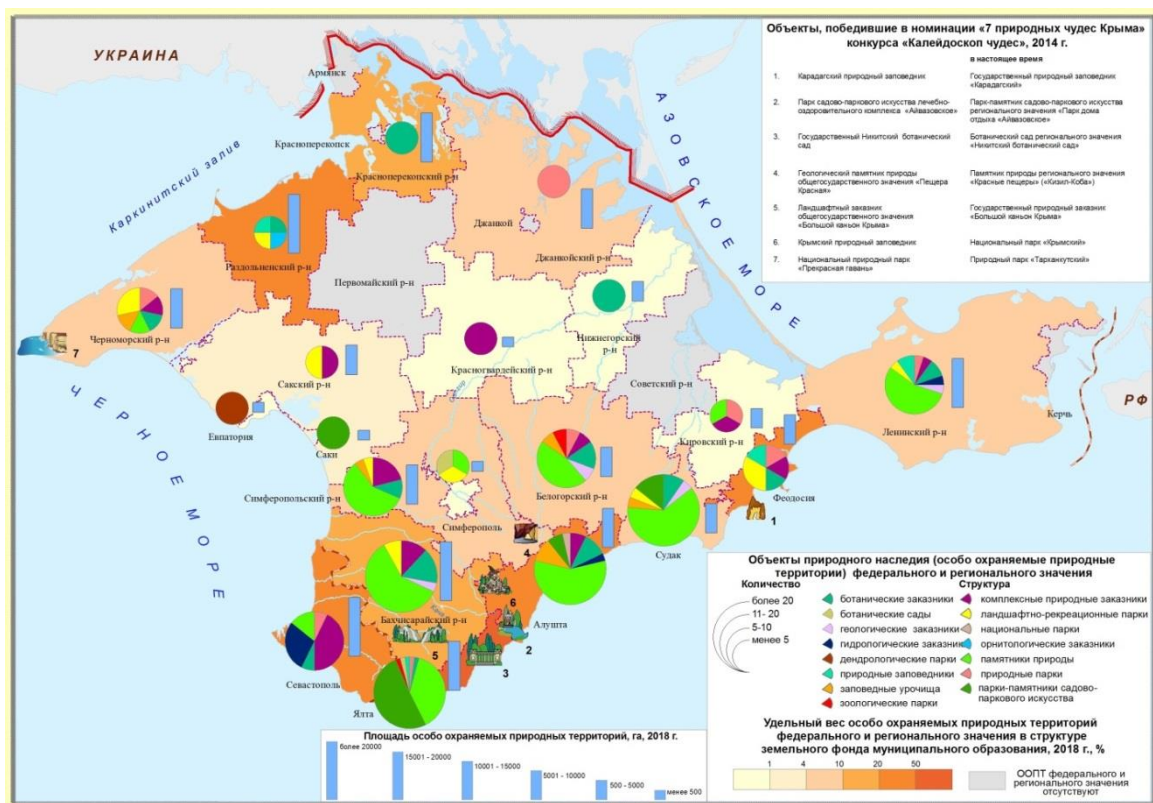 УКРАИНА
Армянск
Красноперекопск
Каркинитский залив
Красноперекопский р-н
Джанкой
Джанкойский р-н
АЗОВСКОЕ МОРЕ
Раздольненский р-н
Первомайский р-н
Нижнегорский
р-н
Черноморский р-н
7
Сакский р-н
Красногвардейский р-н
Советский р-н
Кировский р-н
Ленинский р-н
Керчь
РФ
ЧЕРНОЕ МОРЕ
Евпатория
Саки
Симферопольский р-н
Симферополь
Белогорский р-н
Феодосия
1
Судак
4
6
Бахчисарайский р-н
5
Алушта
2
3
Севастополь
Ялта
Объекты, победившие в номинации «7 природных чудес Крыма»
конкурса «Калейдоскоп чудес», 2014 г.
в настоящее время
1. Карадагский природный заповедник
Государственный природный заповедник
«Карадагский»
2. Парк садово-паркового искусства лечебно-
оздоровительного комплекса «Айвазовское»
Парк-памятник садово-паркового искусства
регионального значения «Парк дома
отдыха «Айвазовское»
3. Государственный Никитский ботанический
сад
Ботанический сад регионального значения
«Никитский ботанический сад»
4. Геологический памятник природы
общегосударственного значения «Пещера
Красная»
Памятник природы регионального значения
«Красные пещеры» («Кизил-Коба»)
5. Ландшафтный заказник
общегосударственного значения
«Большой каньон Крыма»
Государственный природный заказник
«Большой каньон Крыма»
6. Крымский природный заповедник
Национальный парк «Крымский»
7. Национальный природный парк
«Прекрасная гавань»
Природный парк «Тарханкутский»
Объекты природного наследия (особо охраняемые природные
территории) федерального и регионального значения
Количество
более 20
11- 20
5-10
менее 5
Структура
ботанические заказники
ботанические сады
геологические заказники
гидрологические заказники
дендрологические парки
природные заповедники
заповедные урочища
зоологические парки
комплексные природные заказники
ландшафтно-рекреационные парки
национальные парки
орнитологические заказники
памятники природы
природные парки
парки-памятники садово-
паркового искусства
Удельный вес особо охраняемых природных территорий
федерального и регионального значения в структуре
земельного фонда муниципального образования, 2018 г., %
1 4 10 20 50
ООПТ федерального и
регионального значения
отсутствуют
Площадь особо охраняемых природных территорий, га, 2018 г.
более 20000
15001 - 20000
10001 - 15000
5001 - 10000
500 - 5000
менее 500